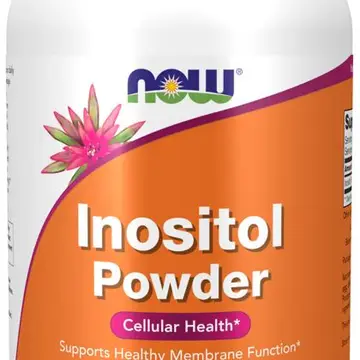 now
Inositol
Powder
Cellular Health*
Supports Healthy Membrane Function*